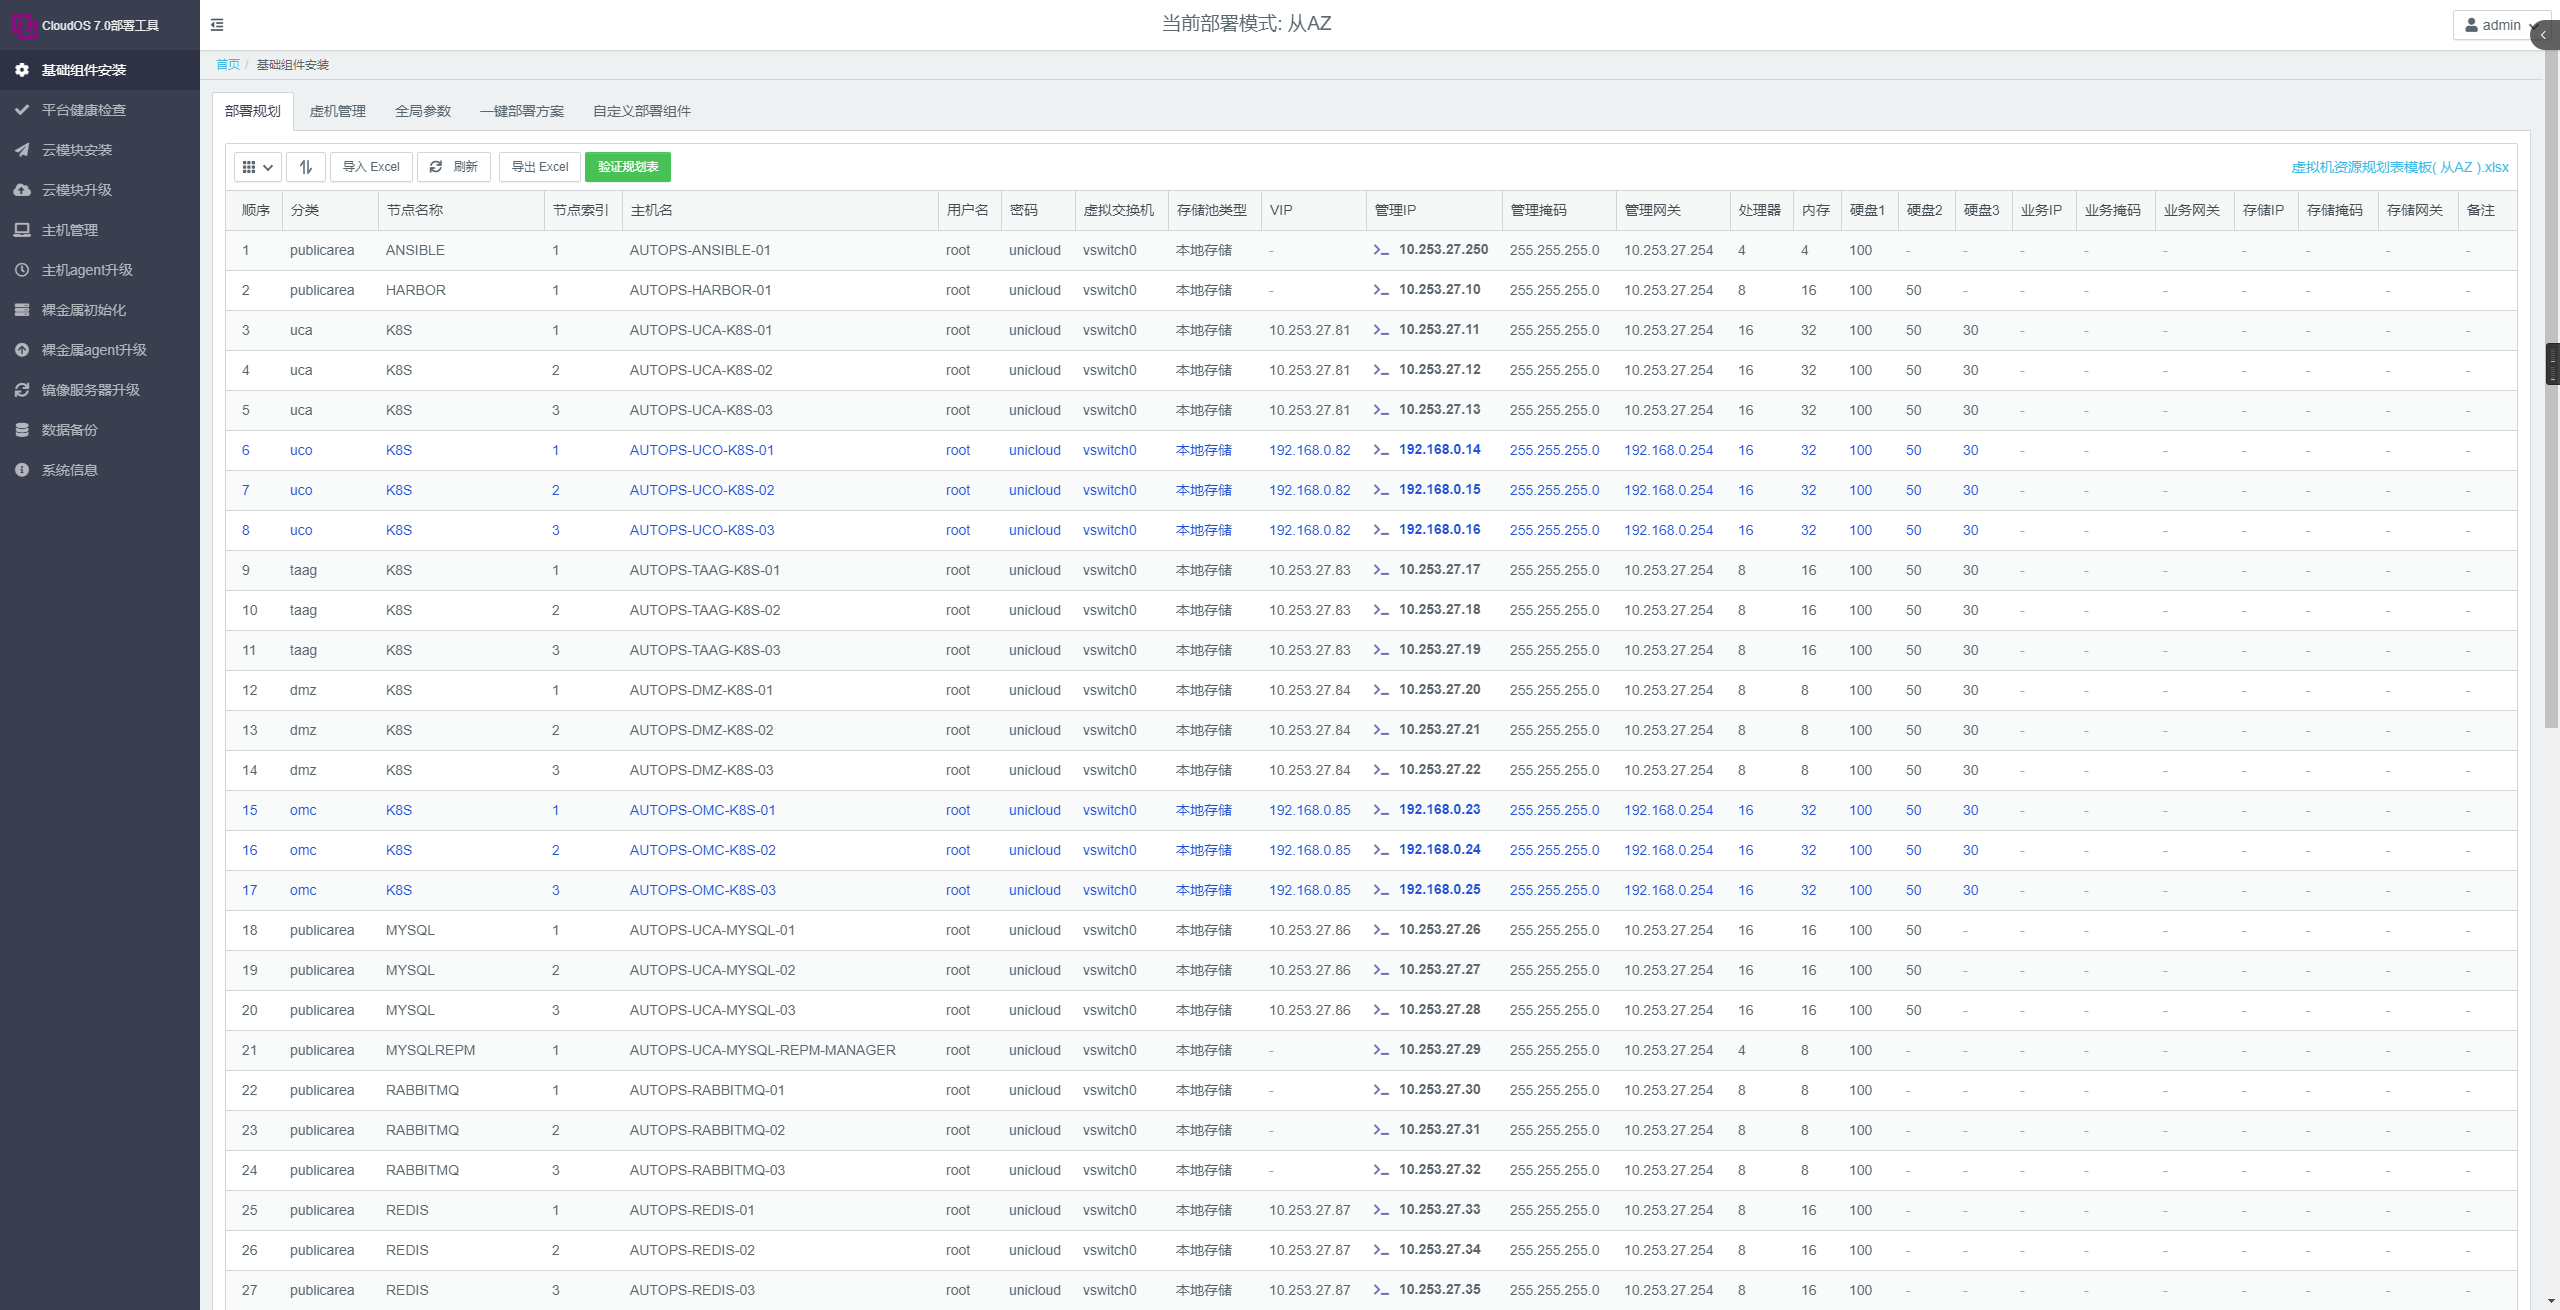 CloudOS 7.0部署工具
当前部署模式: 从AZ
admin
基础组件安装
平台健康检查
云模块安装
云模块升级
主机管理
主机agent升级
裸金属初始化
裸金属agent升级
镜像服务器升级
数据备份
系统信息
首页 / 基础组件安装
部署规划 虚机管理 全局参数 一键部署方案 自定义部署组件
导入 Excel 刷新 导出 Excel 验证规划表 虚拟机资源规划表模板( 从AZ ).xlsx
顺序 分类 节点名称 节点索引 主机名 用户名 密码 虚拟交换机 存储池类型 VIP 管理IP 管理掩码 管理网关 处理器 内存 硬盘1 硬盘2 硬盘3 业务IP 业务掩码 业务网关 存储IP 存储掩码 存储网关 备注
1 publicarea ANSIBLE 1 AUTOPS-ANSIBLE-01 root unicloud vswitch0 本地存储 - 10.253.27.250 255.255.255.0 10.253.27.254 4 4 100 - - - - - - - - -
2 publicarea HARBOR 1 AUTOPS-HARBOR-01 root unicloud vswitch0 本地存储 - 10.253.27.10 255.255.255.0 10.253.27.254 8 16 100 50 - - - - - - - -
3 uca K8S 1 AUTOPS-UCA-K8S-01 root unicloud vswitch0 本地存储 10.253.27.81 10.253.27.11 255.255.255.0 10.253.27.254 16 32 100 50 30 - - - - - - -
4 uca K8S 2 AUTOPS-UCA-K8S-02 root unicloud vswitch0 本地存储 10.253.27.81 10.253.27.12 255.255.255.0 10.253.27.254 16 32 100 50 30 - - - - - - -
5 uca K8S 3 AUTOPS-UCA-K8S-03 root unicloud vswitch0 本地存储 10.253.27.81 10.253.27.13 255.255.255.0 10.253.27.254 16 32 100 50 30 - - - - - - -
6 uco K8S 1 AUTOPS-UCO-K8S-01 root unicloud vswitch0 本地存储 192.168.0.82 192.168.0.14 255.255.255.0 192.168.0.254 16 32 100 50 30 - - - - - - -
7 uco K8S 2 AUTOPS-UCO-K8S-02 root unicloud vswitch0 本地存储 192.168.0.82 192.168.0.15 255.255.255.0 192.168.0.254 16 32 100 50 30 - - - - - - -
8 uco K8S 3 AUTOPS-UCO-K8S-03 root unicloud vswitch0 本地存储 192.168.0.82 192.168.0.16 255.255.255.0 192.168.0.254 16 32 100 50 30 - - - - - - -
9 taag K8S 1 AUTOPS-TAAG-K8S-01 root unicloud vswitch0 本地存储 10.253.27.83 10.253.27.17 255.255.255.0 10.253.27.254 8 16 100 50 30 - - - - - - -
10 taag K8S 2 AUTOPS-TAAG-K8S-02 root unicloud vswitch0 本地存储 10.253.27.83 10.253.27.18 255.255.255.0 10.253.27.254 8 16 100 50 30 - - - - - - -
11 taag K8S 3 AUTOPS-TAAG-K8S-03 root unicloud vswitch0 本地存储 10.253.27.83 10.253.27.19 255.255.255.0 10.253.27.254 8 16 100 50 30 - - - - - - -
12 dmz K8S 1 AUTOPS-DMZ-K8S-01 root unicloud vswitch0 本地存储 10.253.27.84 10.253.27.20 255.255.255.0 10.253.27.254 8 8 100 50 30 - - - - - - -
13 dmz K8S 2 AUTOPS-DMZ-K8S-02 root unicloud vswitch0 本地存储 10.253.27.84 10.253.27.21 255.255.255.0 10.253.27.254 8 8 100 50 30 - - - - - - -
14 dmz K8S 3 AUTOPS-DMZ-K8S-03 root unicloud vswitch0 本地存储 10.253.27.84 10.253.27.22 255.255.255.0 10.253.27.254 8 8 100 50 30 - - - - - - -
15 omc K8S 1 AUTOPS-OMC-K8S-01 root unicloud vswitch0 本地存储 192.168.0.85 192.168.0.23 255.255.255.0 192.168.0.254 16 32 100 50 30 - - - - - - -
16 omc K8S 2 AUTOPS-OMC-K8S-02 root unicloud vswitch0 本地存储 192.168.0.85 192.168.0.24 255.255.255.0 192.168.0.254 16 32 100 50 30 - - - - - - -
17 omc K8S 3 AUTOPS-OMC-K8S-03 root unicloud vswitch0 本地存储 192.168.0.85 192.168.0.25 255.255.255.0 192.168.0.254 16 32 100 50 30 - - - - - - -
18 publicarea MYSQL 1 AUTOPS-UCA-MYSQL-01 root unicloud vswitch0 本地存储 10.253.27.86 10.253.27.26 255.255.255.0 10.253.27.254 16 16 100 50 - - - - - - - -
19 publicarea MYSQL 2 AUTOPS-UCA-MYSQL-02 root unicloud vswitch0 本地存储 10.253.27.86 10.253.27.27 255.255.255.0 10.253.27.254 16 16 100 50 - - - - - - - -
20 publicarea MYSQL 3 AUTOPS-UCA-MYSQL-03 root unicloud vswitch0 本地存储 10.253.27.86 10.253.27.28 255.255.255.0 10.253.27.254 16 16 100 50 - - - - - - - -
21 publicarea MYSQLREPM 1 AUTOPS-UCA-MYSQL-REPM-MANAGER root unicloud vswitch0 本地存储 - 10.253.27.29 255.255.255.0 10.253.27.254 4 8 100 - - - - - - - - -
22 publicarea RABBITMQ 1 AUTOPS-RABBITMQ-01 root unicloud vswitch0 本地存储 - 10.253.27.30 255.255.255.0 10.253.27.254 8 8 100 - - - - - - - - -
23 publicarea RABBITMQ 2 AUTOPS-RABBITMQ-02 root unicloud vswitch0 本地存储 - 10.253.27.31 255.255.255.0 10.253.27.254 8 8 100 - - - - - - - - -
24 publicarea RABBITMQ 3 AUTOPS-RABBITMQ-03 root unicloud vswitch0 本地存储 - 10.253.27.32 255.255.255.0 10.253.27.254 8 8 100 - - - - - - - - -
25 publicarea REDIS 1 AUTOPS-REDIS-01 root unicloud vswitch0 本地存储 10.253.27.87 10.253.27.33 255.255.255.0 10.253.27.254 8 16 100 - - - - - - - - -
26 publicarea REDIS 2 AUTOPS-REDIS-02 root unicloud vswitch0 本地存储 10.253.27.87 10.253.27.34 255.255.255.0 10.253.27.254 8 16 100 - - - - - - - - -
27 publicarea REDIS 3 AUTOPS-REDIS-03 root unicloud vswitch0 本地存储 10.253.27.87 10.253.27.35 255.255.255.0 10.253.27.254 8 16 100 - - - - - - - - -